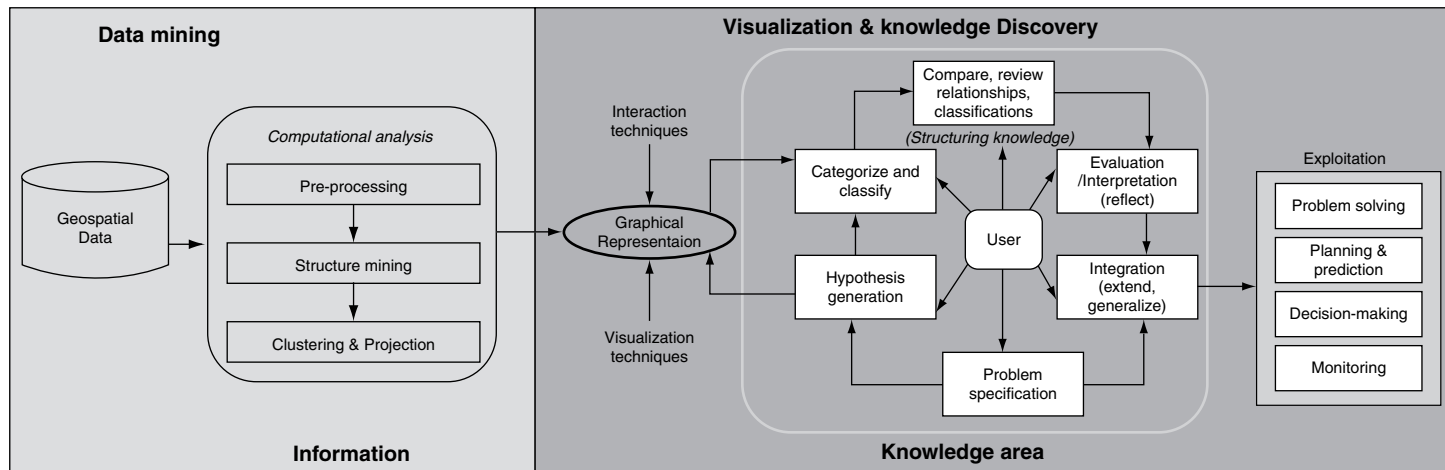 Data mining
Visualization & knowledge Discovery
Computational analysis
Pre-processing
Structure mining
Clustering & Projection
Geospatial
Data
Information
Interaction
techniques
Graphical
Representaion
Visualization
techniques
Compare, review
relationships,
classifications
(Structuring knowledge)
Categorize and
classify
Evaluation
/Interpretation
(reflect)
User
Hypothesis
generation
Integration
(extend,
generalize)
Problem
specification
Knowledge area
Exploitation
Problem solving
Planning &
prediction
Decision-making
Monitoring